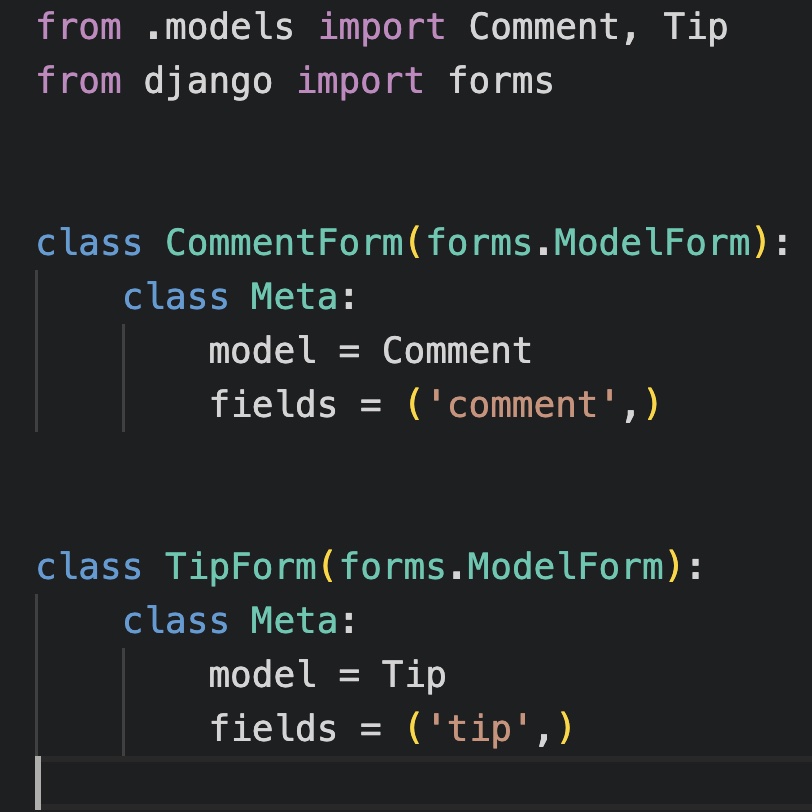 from .models import Comment, Tip
from django import forms
class CommentForm(forms.ModelForm):
    class Meta:
        model = Comment
        fields = ('comment',)
class TipForm(forms.ModelForm):
    class Meta:
        model = Tip
        fields = ('tip',)